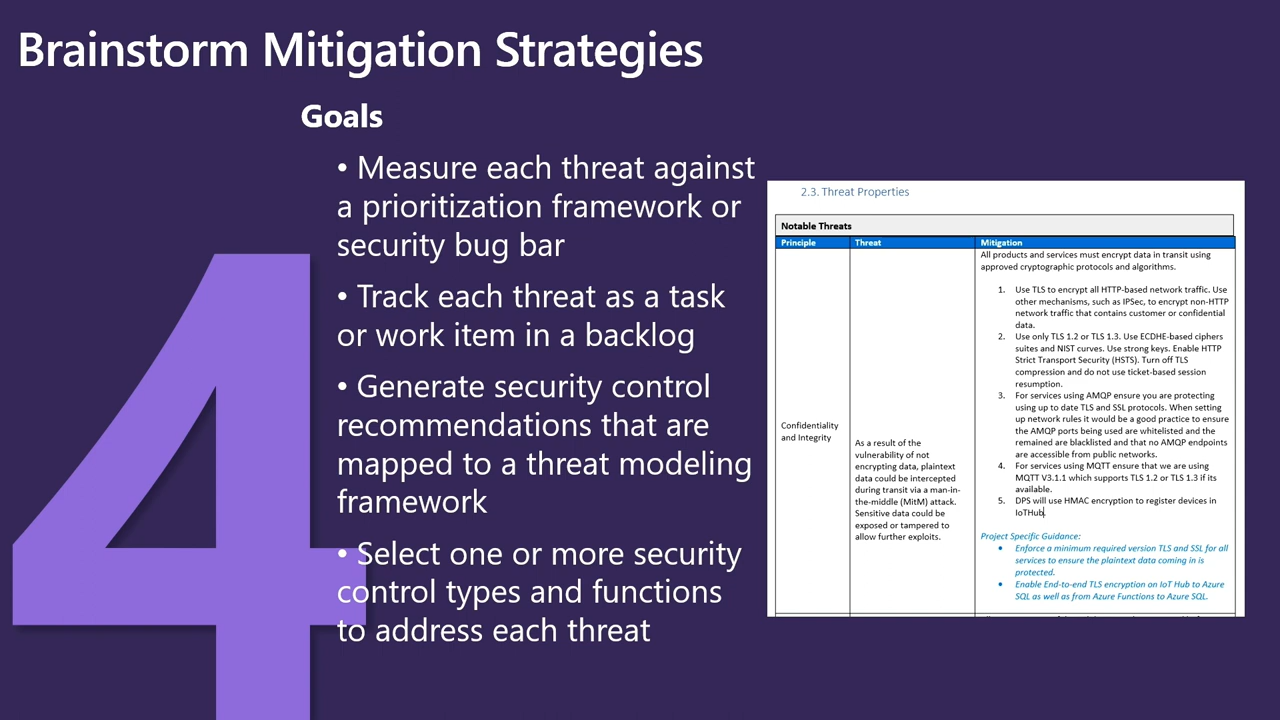 Brainstorm Mitigation Strategies
4
Goals
• Measure each threat against
a prioritization framework or
security bug bar
• Track each threat as a task
or work item in a backlog
• Generate security control
recommendations that are
mapped to a threat modeling
framework
• Select one or more security
control types and functions
to address each threat
2.3. Threat Properties
Notable Threats
Principle Threat Mitigation
Confidentiality
and Integrity
As a result of the
vulnerability of not
encrypting data, plaintext
data could be intercepted
during transit via a man-in-
the-middle (MitM) attack.
Sensitive data could be
exposed or tampered to
allow further exploits.
All products and services must encrypt data in transit using
approved cryptographic protocols and algorithms.
1. Use TLS to encrypt all HTTP-based network traffic. Use
other mechanisms, such as IPSec, to encrypt non-HTTP
network traffic that contains customer or confidential
data.
2. Use only TLS 1.2 or TLS 1.3. Use ECDHE-based ciphers
suites and NIST curves. Use strong keys. Enable HTTP
Strict Transport Security (HSTS). Turn off TLS
compression and do not use ticket-based session
resumption.
3. For services using AMQP ensure you are protecting
using up to date TLS and SSL protocols. When setting
up network rules it would be a good practice to ensure
the AMQP ports being used are whitelisted and the
remained are blacklisted and that no AMQP endpoints
are accessible from public networks.
4. For services using MQTT ensure that we are using
MQTT V3.1.1 which supports TLS 1.2 or TLS 1.3 if its
available.
5. DPS will use HMAC encryption to register devices in
IoTHub.
Project Specific Guidance:
• Enforce a minimum required version TLS and SSL for all
services to ensure the plaintext data coming in is
protected.
• Enable End-to-end TLS encryption on IoT Hub to Azure
SQL as well as from Azure Functions to Azure SQL.